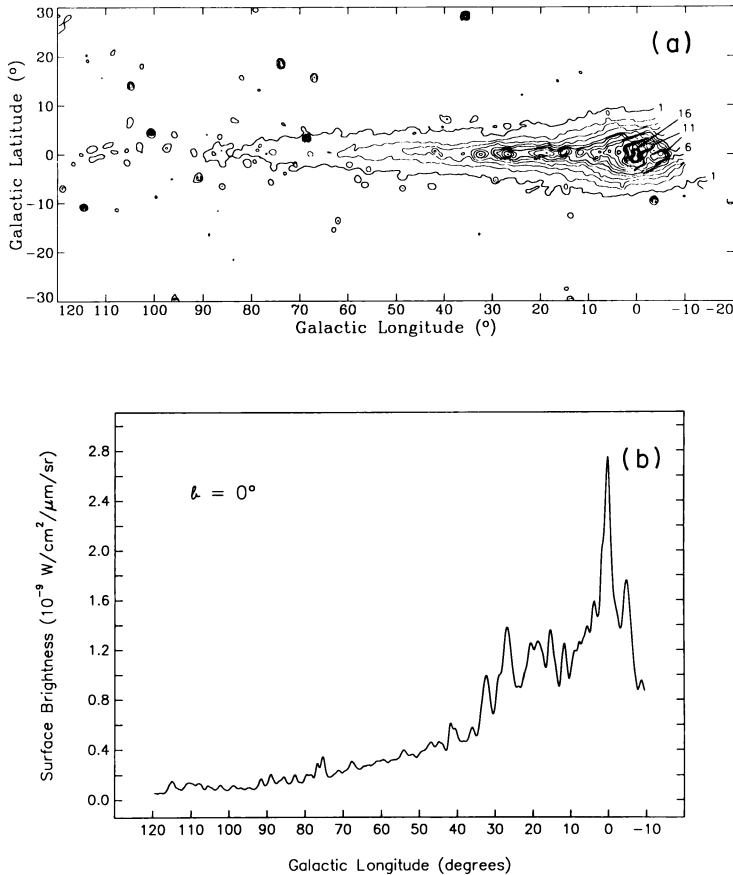 30
20
10
0
−10
−20
−30
Galactic Latitude (°)
(a)
1
16
11
6
1
120 110 100 90 80 70 60 50 40 30 20 10 0 −10 −20
Galactic Longitude (°)
2.8
2.4
2.0
1.6
1.2
0.8
0.4
0.0
Surface Brightness (10⁻⁹ W/cm²/μm/sr)
(b)
b = 0°
120 110 100 90 80 70 60 50 40 30 20 10 0 −10
Galactic Longitude (degrees)